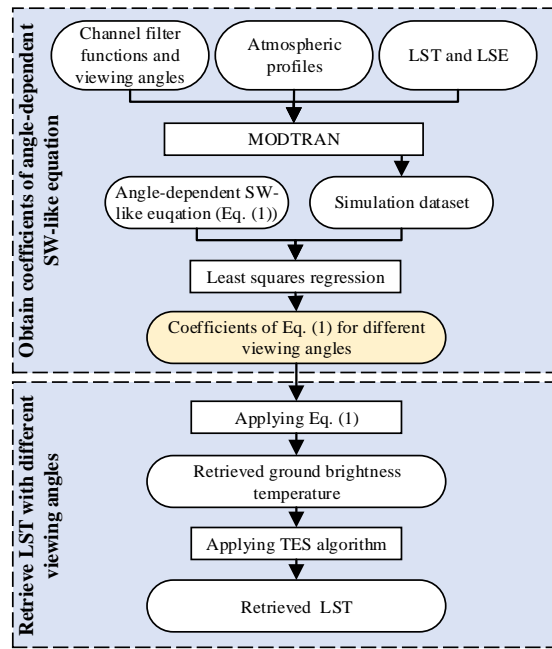 Obtain coefficients of angle-dependent
SW-like equation
Channel filter
functions and
viewing angles
Atmospheric
profiles
LST and LSE
MODTRAN
Angle-dependent SW-
like euqation (Eq. (1))
Simulation dataset
Least squares regression
Coefficients of Eq. (1) for different
viewing angles
Retrieve LST with different
viewing angles
Applying Eq. (1)
Retrieved ground brightness
temperature
Applying TES algorithm
Retrieved LST